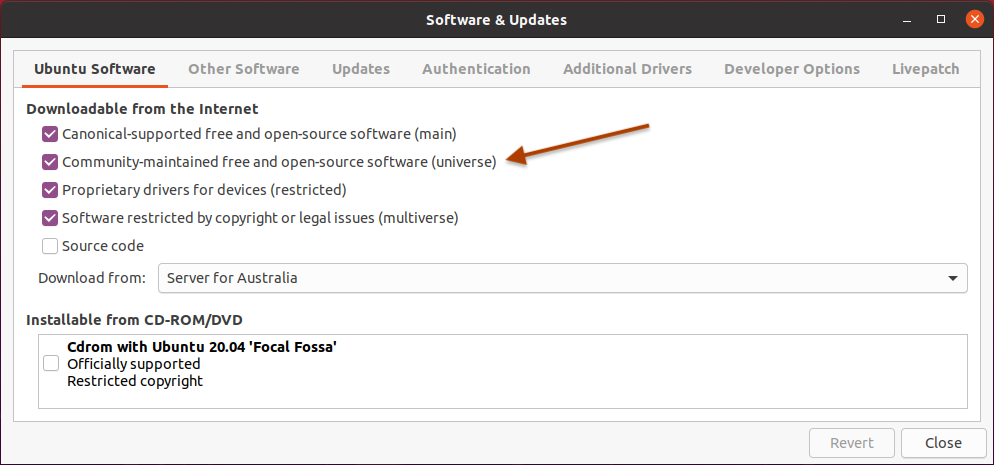 Software & Updates
Ubuntu Software Other Software Updates Authentication Additional Drivers Developer Options Livepatch
Downloadable from the Internet
Canonical-supported free and open-source software (main)
Community-maintained free and open-source software (universe)
Proprietary drivers for devices (restricted)
Software restricted by copyright or legal issues (multiverse)
Source code
Download from: Server for Australia
Installable from CD-ROM/DVD
Cdrom with Ubuntu 20.04 'Focal Fossa'
Officially supported
Restricted copyright
Revert Close